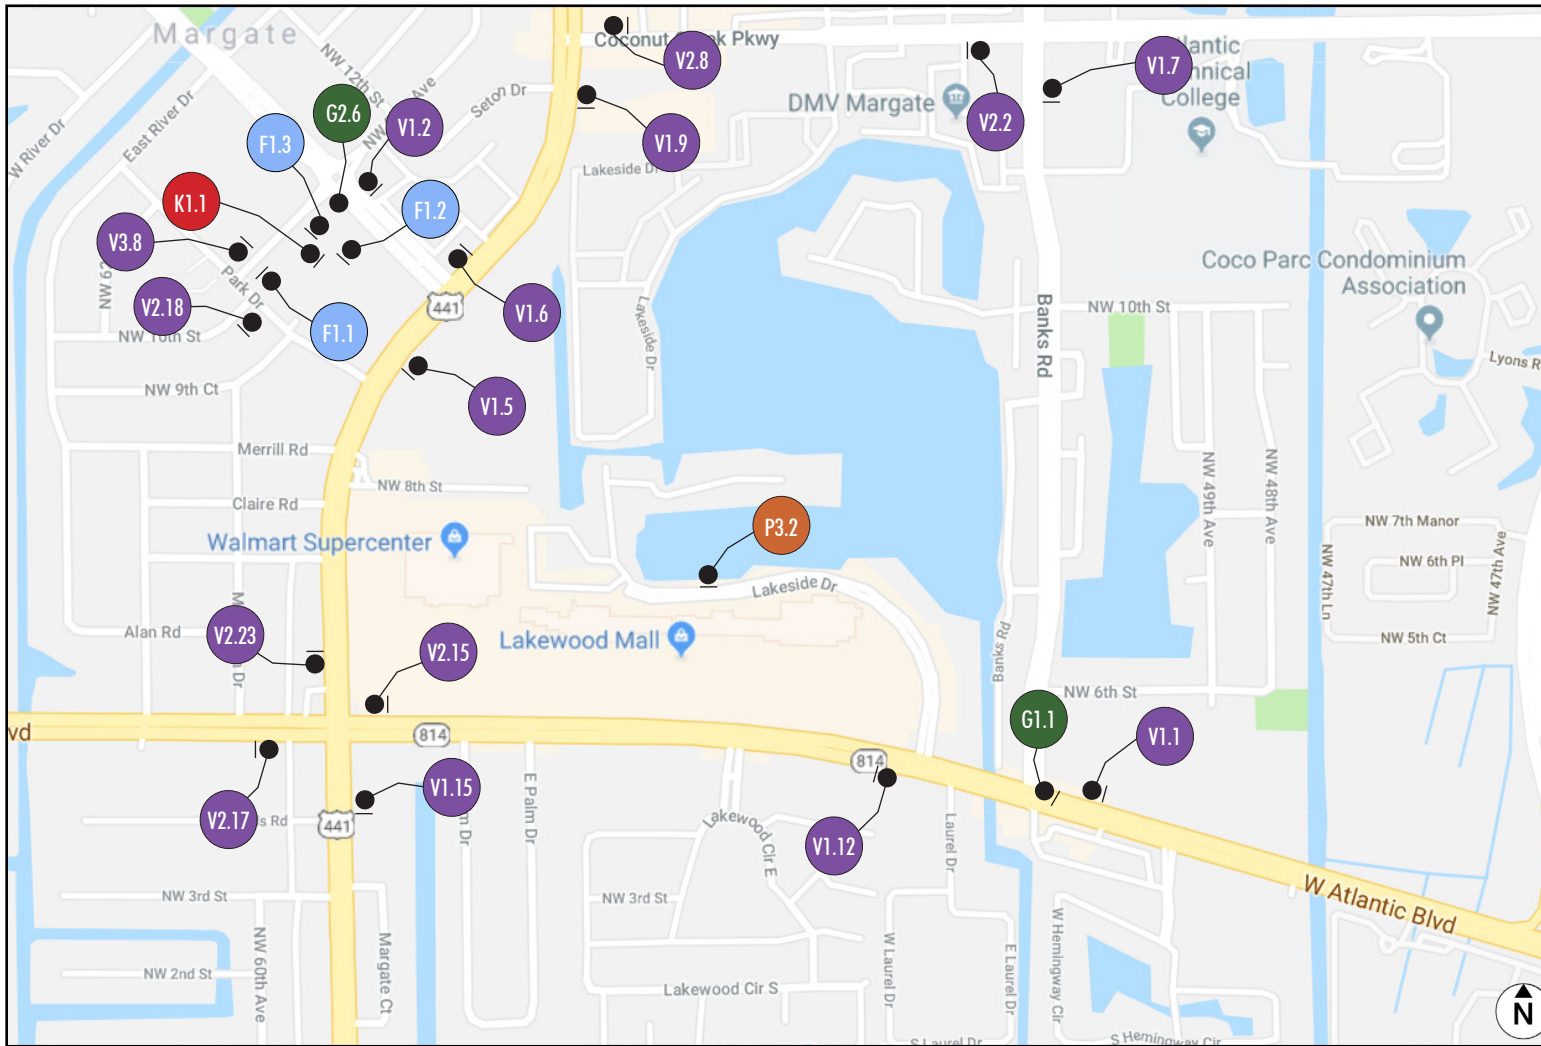 Margate
Coconut Creek Pkwy
V2.8
V1.7
NW 12th St
Seton Dr
G2.6
V1.2
F1.3
V1.9
V2.2
DMV Margate
College
W River Dr
East River Dr
Lakeside Dr
K1.1
F1.2
V3.8
Park Dr
V2.18
F1.1
441
V1.6
Lakeside Dr
Banks Rd
NW 10th St
Coco Parc Condominium
Association
NW 10th St
NW 9th Ct
V1.5
Lyons R
Merrill Rd
NW 8th St
Claire Rd
Walmart Supercenter
P3.2
NW 49th Ave
NW 48th Ave
NW 7th Manor
NW 6th Pl
NW 47th Ln
NW 47th Ave
NW 5th Ct
Lakeside Dr
Alan Rd
V2.23
V2.15
Lakewood Mall
Banks Rd
NW 6th St
G1.1
V1.1
vd
814
814
V2.17
V1.15
441
E Palm Dr
V1.12
Lakewood Cir E
Laurel Dr
W Atlantic Blvd
NW 3rd St
NW 3rd St
NW 60th Ave
Margate Ct
W Laurel Dr
E Laurel Dr
W Hemingway Cir
NW 2nd St
Lakewood Cir S
S Laurel Dr
S Hemingway Cir
N